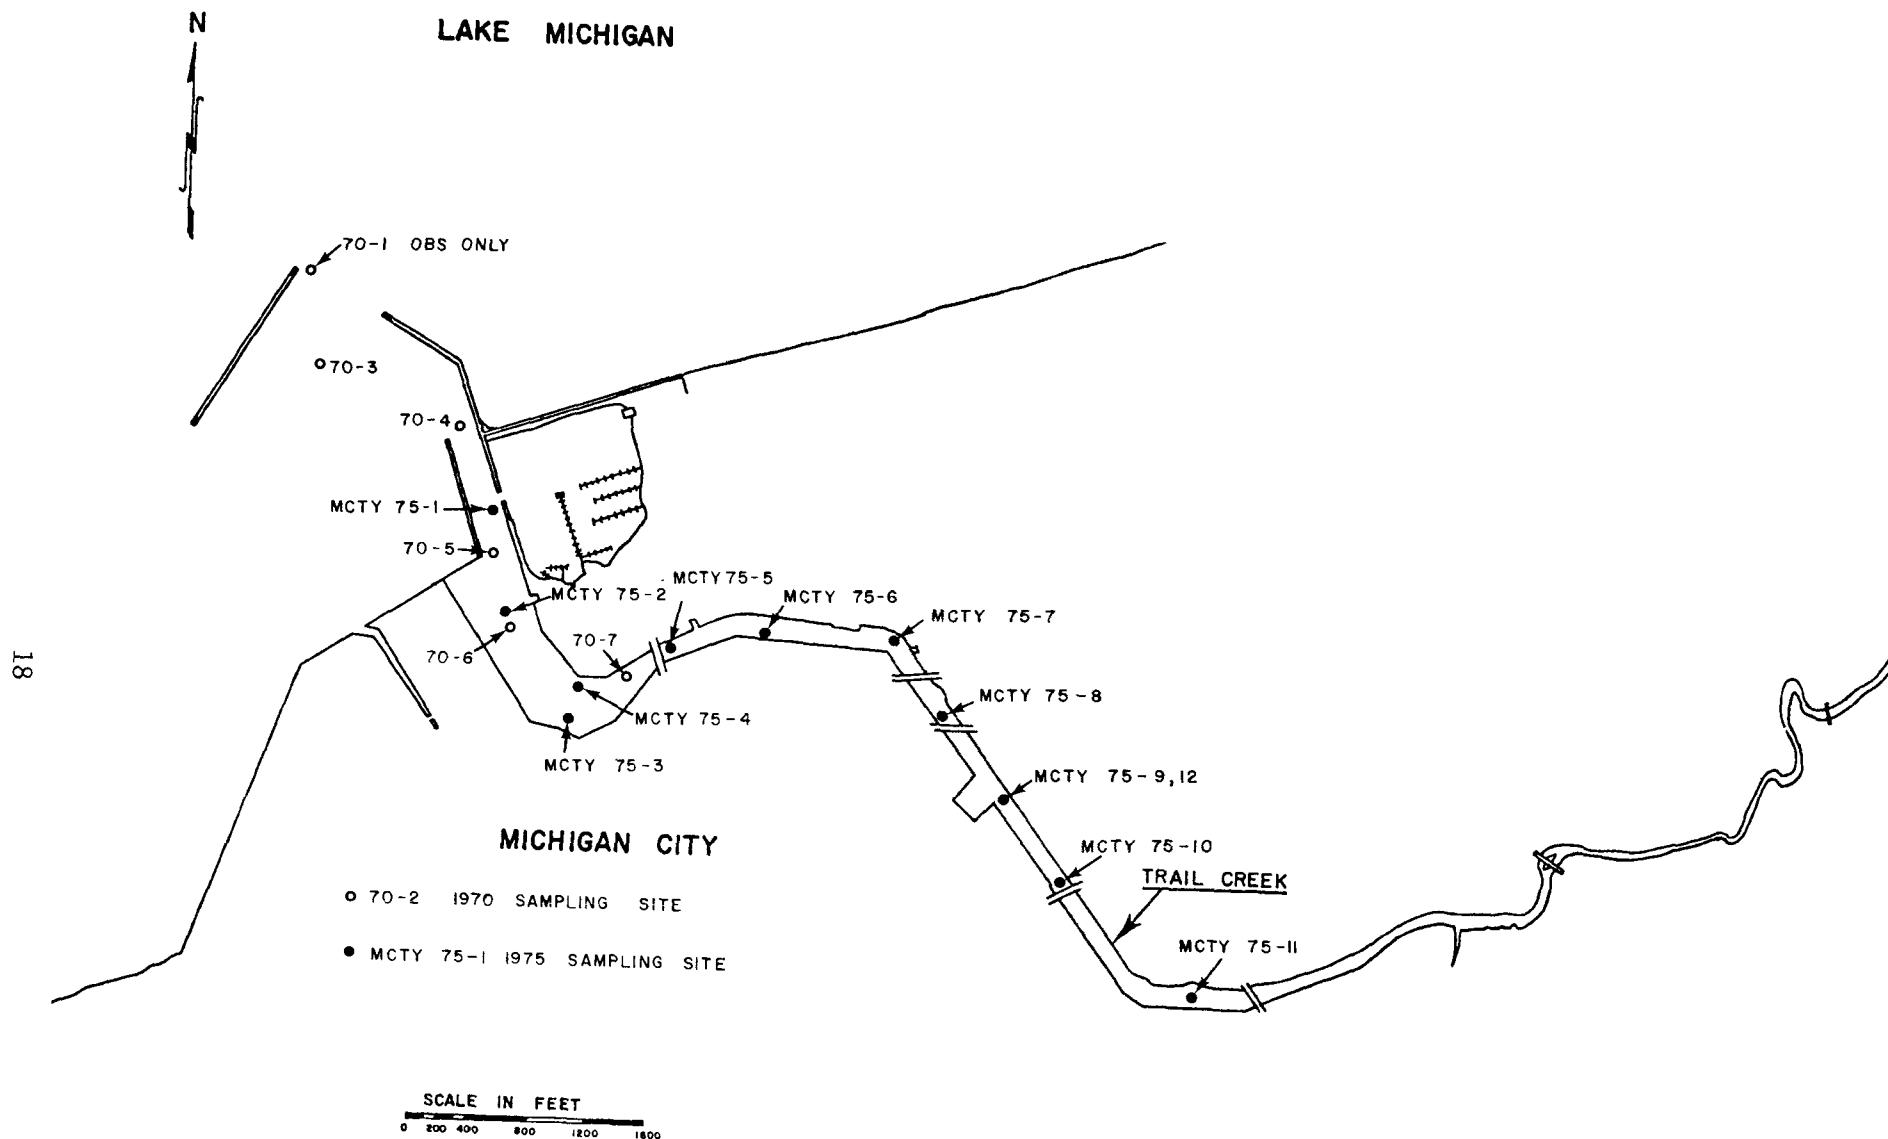 N
LAKE MICHIGAN
70-1 OBS ONLY
70-3
70-4
MCTY 75-1
70-5
MCTY 75-2
MCTY 75-5
MCTY 75-6
MCTY 75-7
70-6
70-7
MCTY 75-8
MCTY 75-4
MCTY 75-3
MCTY 75-9,12
MICHIGAN CITY
MCTY 75-10
TRAIL CREEK
70-2 1970 SAMPLING SITE
MCTY 75-11
MCTY 75-1 1975 SAMPLING SITE
SCALE IN FEET
0 200 400 800 1200 1600
18